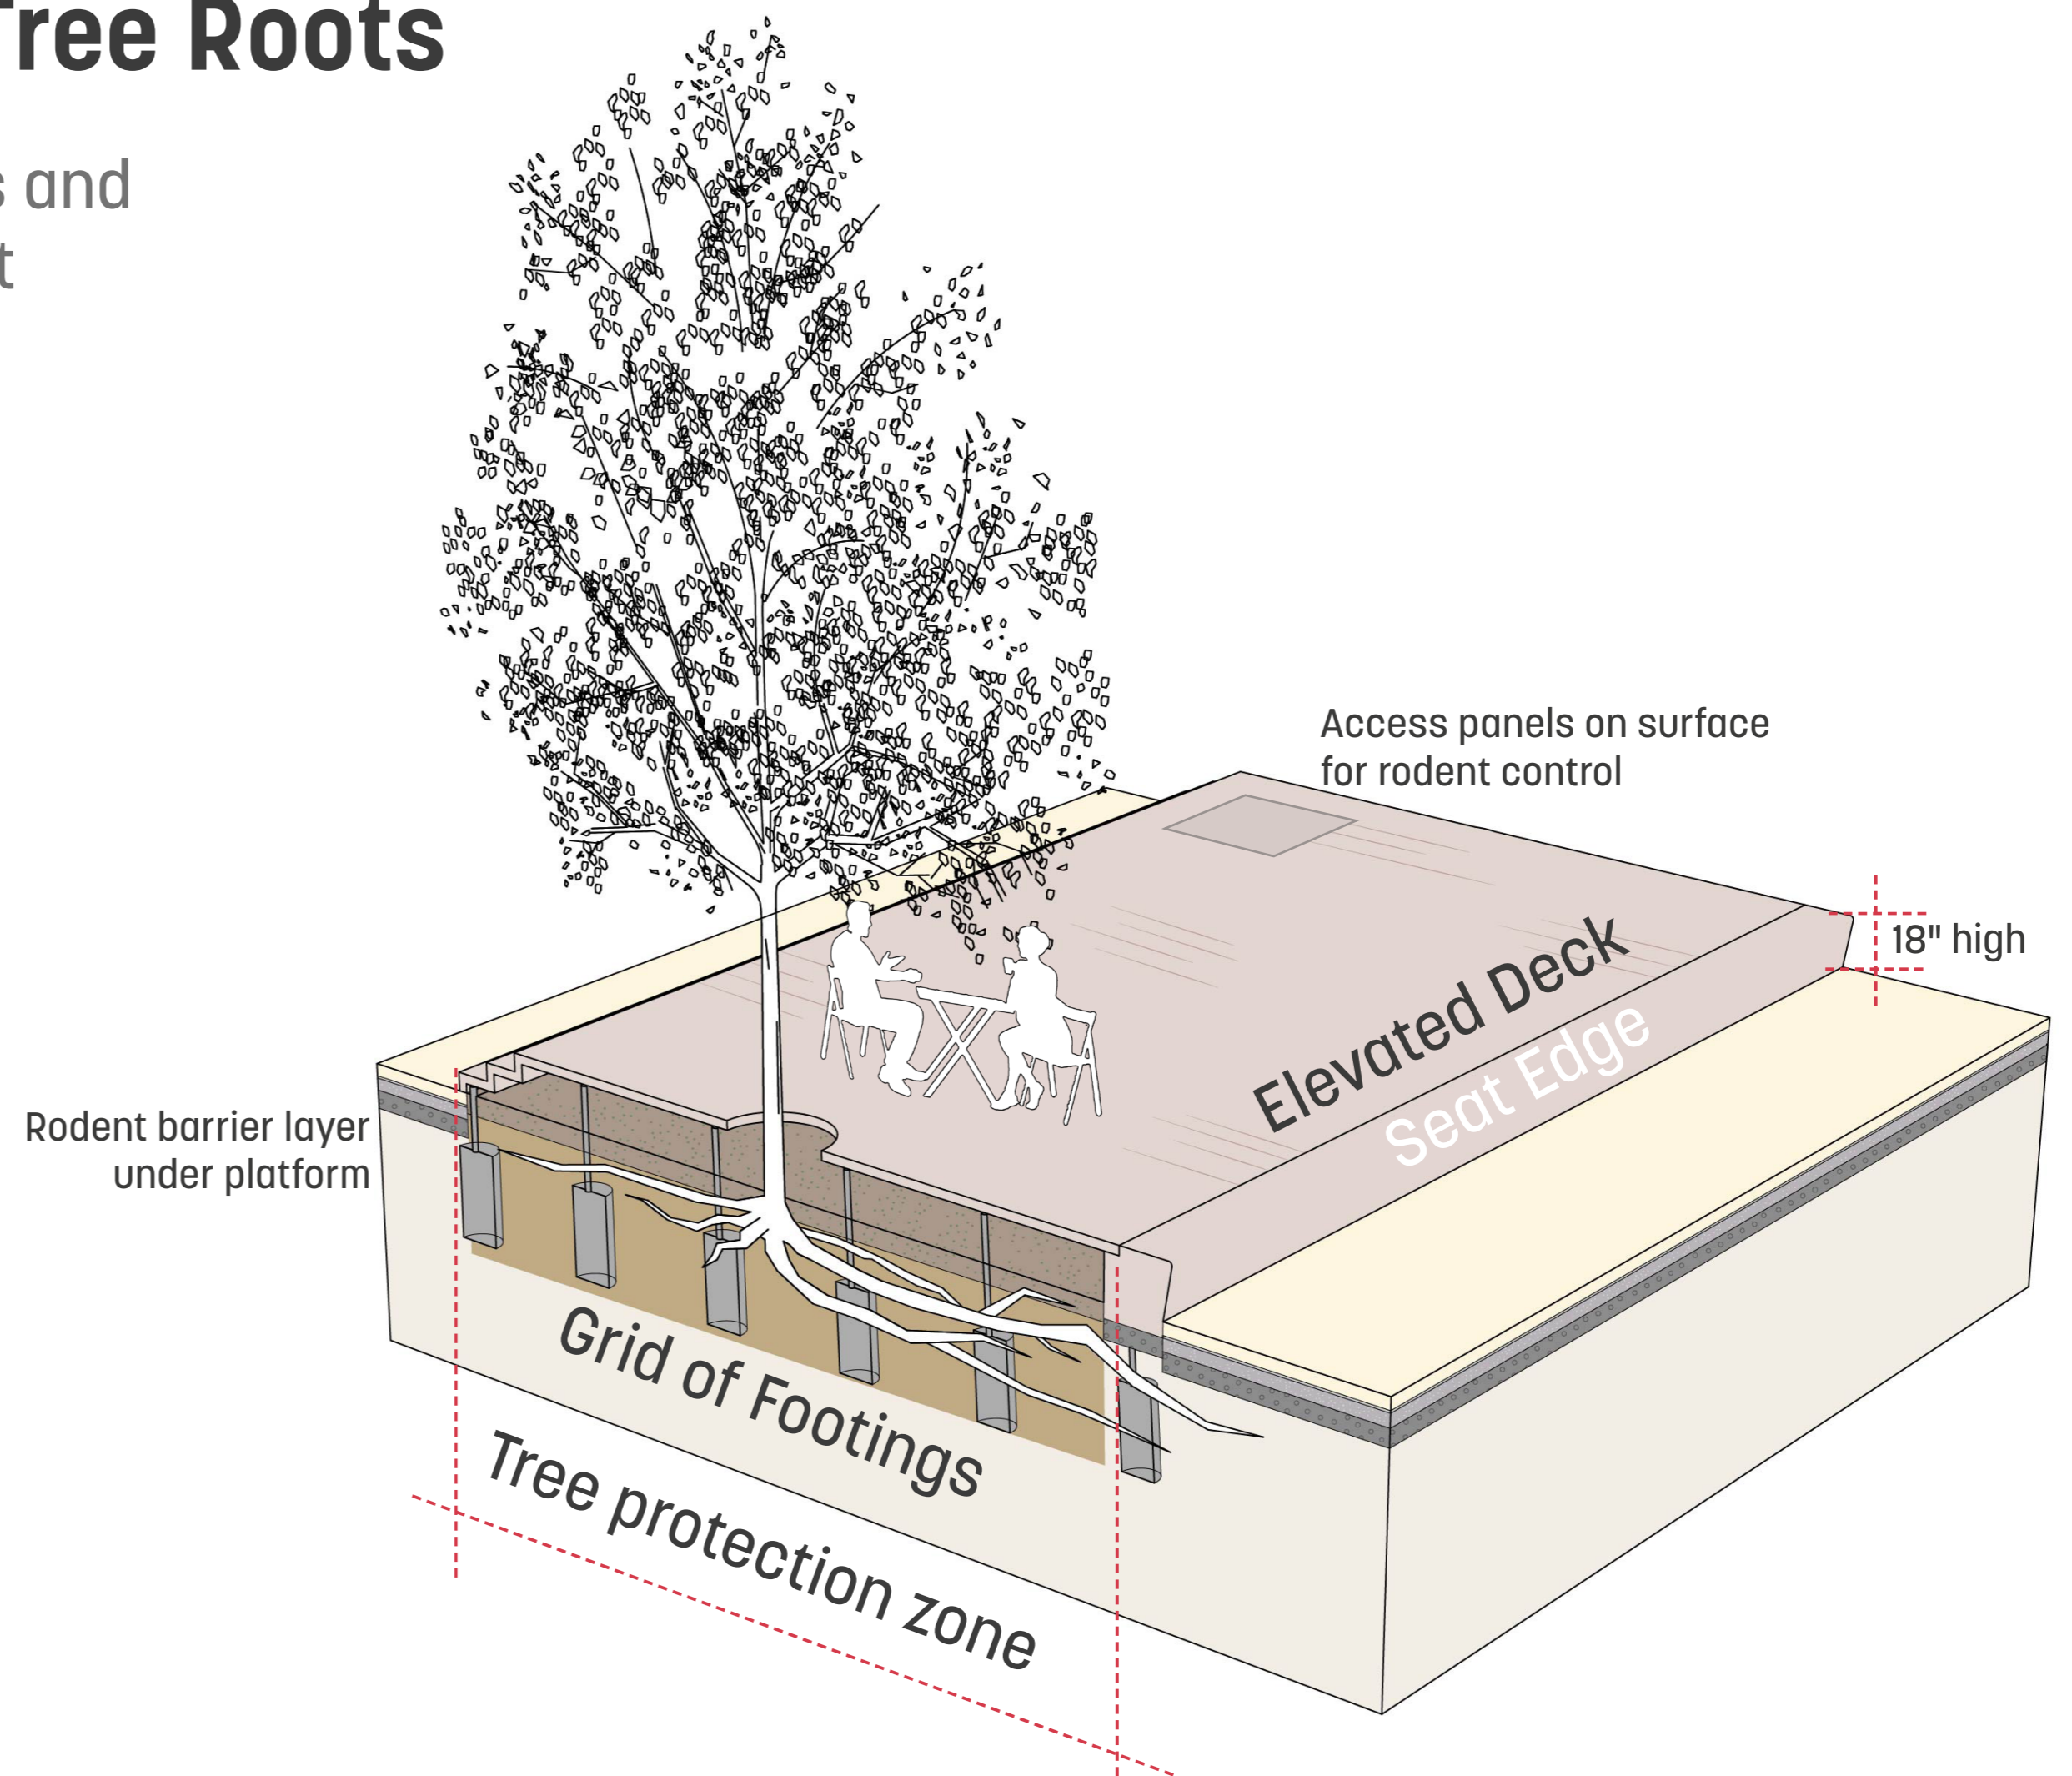 Tree Roots
s and
t
Access panels on surface
for rodent control
18" high
Elevated Deck
Seat Edge
Rodent barrier layer
under platform
Grid of Footings
Tree protection zone